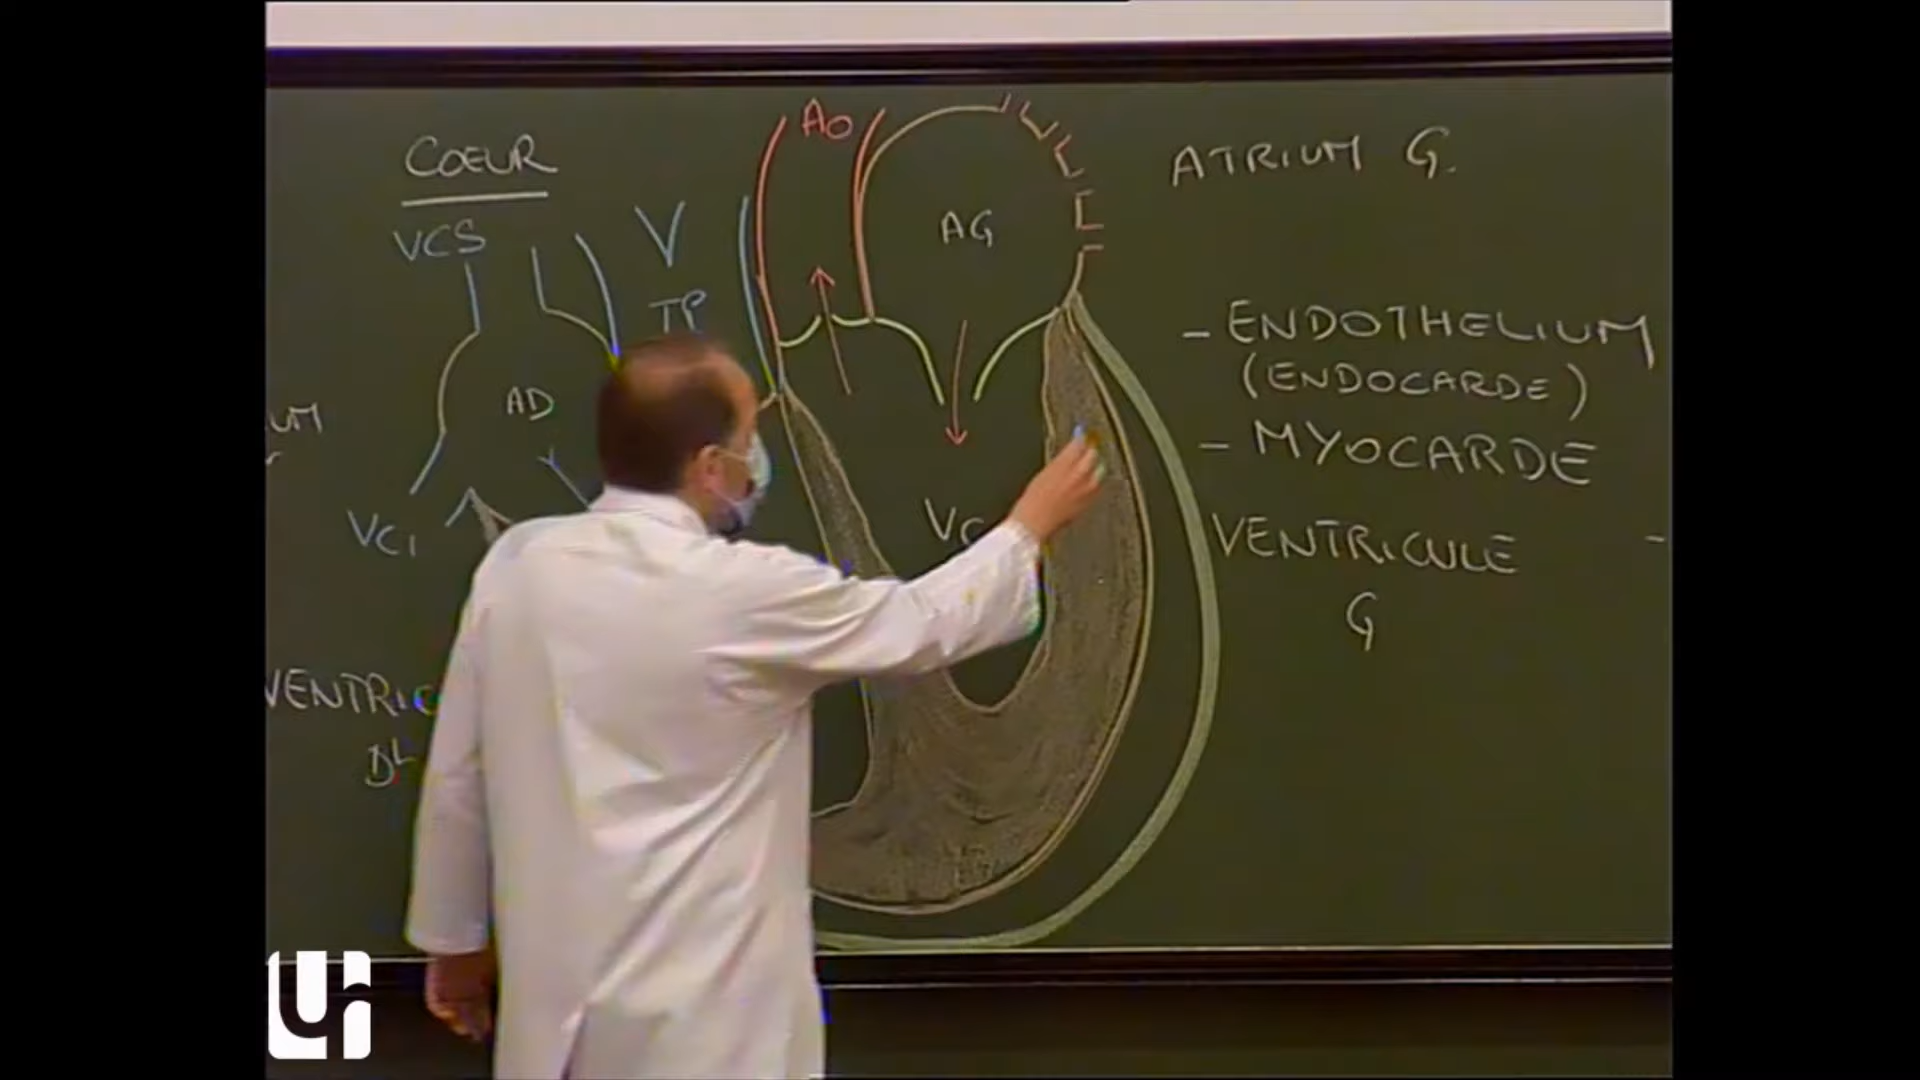 COEUR
VCS
V
TP
AO
AG
ATRIUM G.
AD
- ENDOTHELIUM
(ENDOCARDE)
- MYOCARDE
VCI
VENTRICULE
G